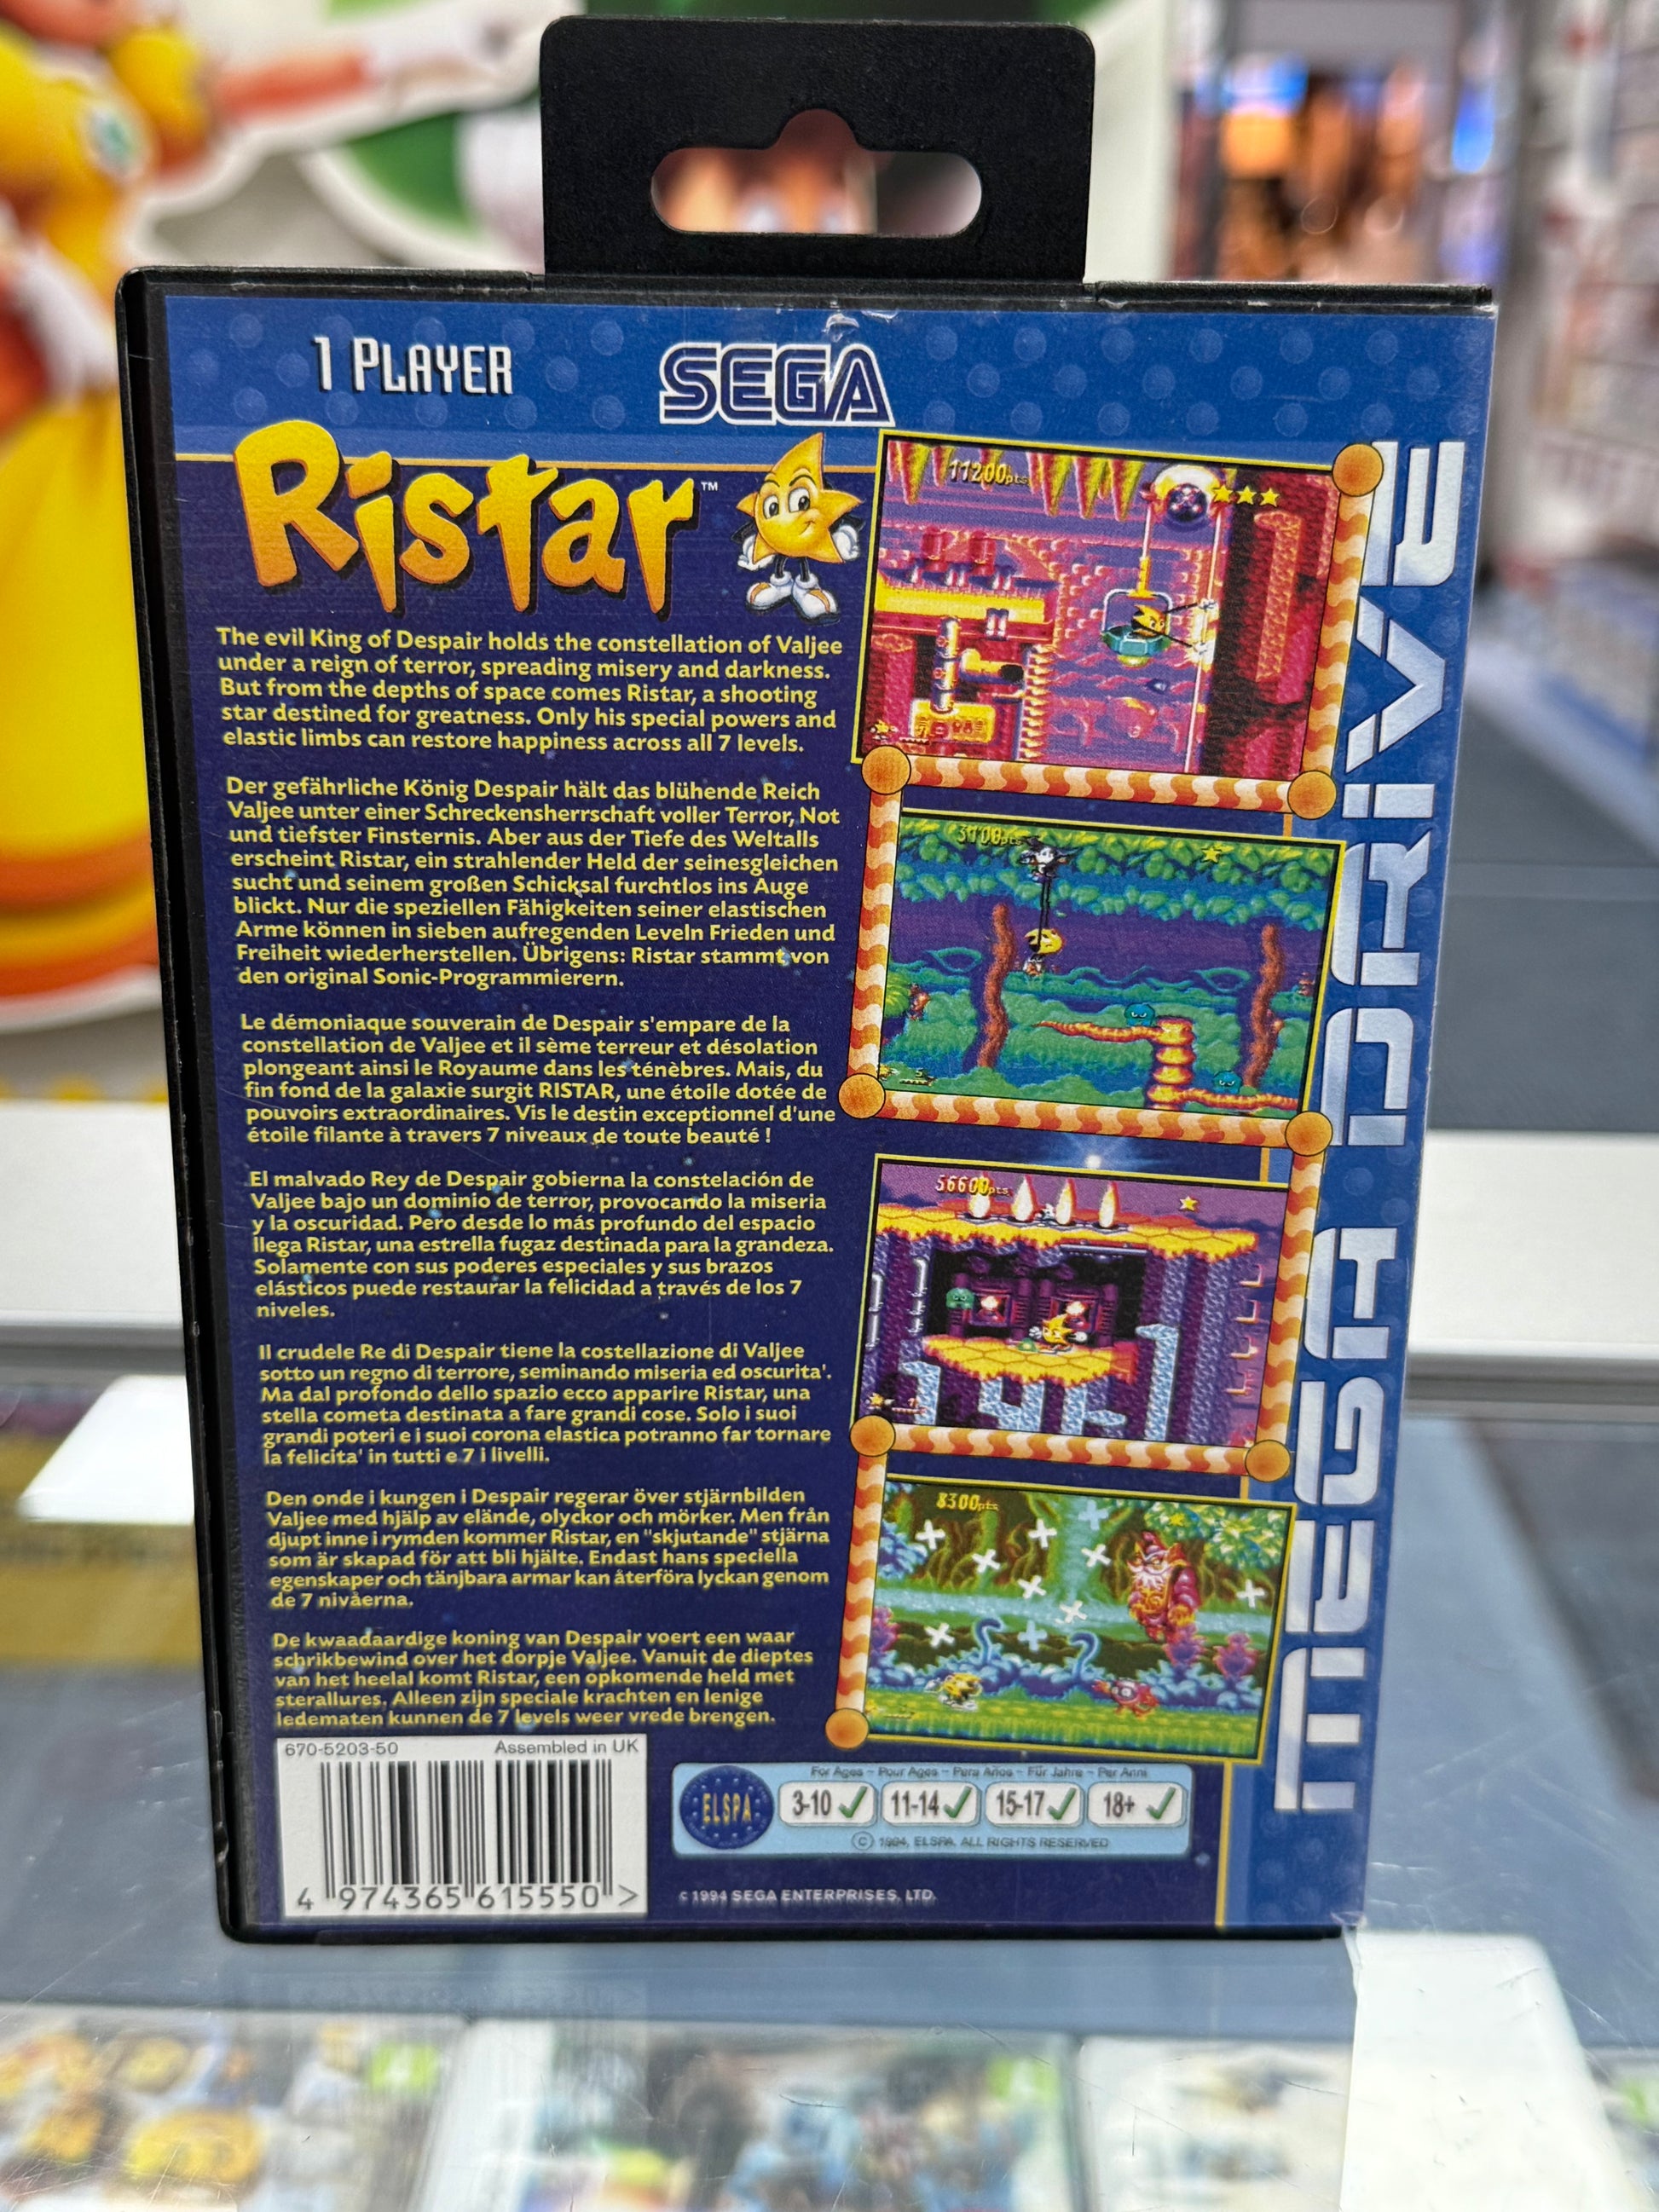 1 PLAYER
SEGA
Ristar™
The evil King of Despair holds the constellation of Valjee
under a reign of terror, spreading misery and darkness.
But from the depths of space comes Ristar, a shooting
star destined for greatness. Only his special powers and
elastic limbs can restore happiness across all 7 levels.
Der gefährliche König Despair hält das blühende Reich
Valjee unter einer Schreckensherrschaft voller Terror, Not
und tiefster Finsternis. Aber aus der Tiefe des Weltalls
erscheint Ristar, ein strahlender Held der seinesgleichen
sucht und seinem großen Schicksal furchtlos ins Auge
blickt. Nur die speziellen Fähigkeiten seiner elastischen
Arme können in sieben aufregenden Leveln Frieden und
Freiheit wiederherstellen. Übrigens: Ristar stammt von
den original Sonic-Programmierern.
Le démoniaque souverain de Despair s'empare de la
constellation de Valjee et il sème terreur et désolation
plongeant ainsi le Royaume dans les ténèbres. Mais, du
fin fond de la galaxie surgit RISTAR, une étoile dotée de
pouvoirs extraordinaires. Vis le destin exceptionnel d'une
étoile filante à travers 7 niveaux de toute beauté !
El malvado Rey de Despair gobierna la constelación de
Valjee bajo un dominio de terror, provocando la miseria
y la oscuridad. Pero desde lo más profundo del espacio
llega Ristar, una estrella fugaz destinada para la grandeza.
Solamente con sus poderes especiales y sus brazos
elásticos puede restaurar la felicidad a través de los 7
niveles.
Il crudele Re di Despair tiene la costellazione di Valjee
sotto un regno di terrore, seminando miseria ed oscurita'.
Ma dal profondo dello spazio ecco apparire Ristar, una
stella cometa destinata a fare grandi cose. Solo i suoi
grandi poteri e i suoi corona elastica potranno far tornare
la felicita' in tutti e 7 i livelli.
Den onde i kungen i Despair regerar över stjärnbilden
Valjee med hjälp av elände, olyckor och mörker. Men från
djupt inne i rymden kommer Ristar, en "skjutande" stjärna
som är skapad för att bli hjälte. Endast hans speciella
egenskaper och tänjbara armar kan återföra lyckan genom
de 7 nivåerna.
De kwaadaardige koning van Despair voert een waar
schrikbewind over het dorpje Valjee. Vanuit de dieptes
van het heelal komt Ristar, een opkomende held met
sterallures. Alleen zijn speciale krachten en lenige
ledematen kunnen de 7 levels weer vrede brengen.
11200pts
3700pts
56600pts
8300pts
MEGA DRIVE
670-5203-50 Assembled in UK
4 974365 615550 >
ELSPA
For Ages – Pour Ages – Para Años – Für Jahre – Per Anni
3-10 ✓ 11-14 ✓ 15-17 ✓ 18+ ✓
© 1994, ELSPA. ALL RIGHTS RESERVED
© 1994 SEGA ENTERPRISES, LTD.